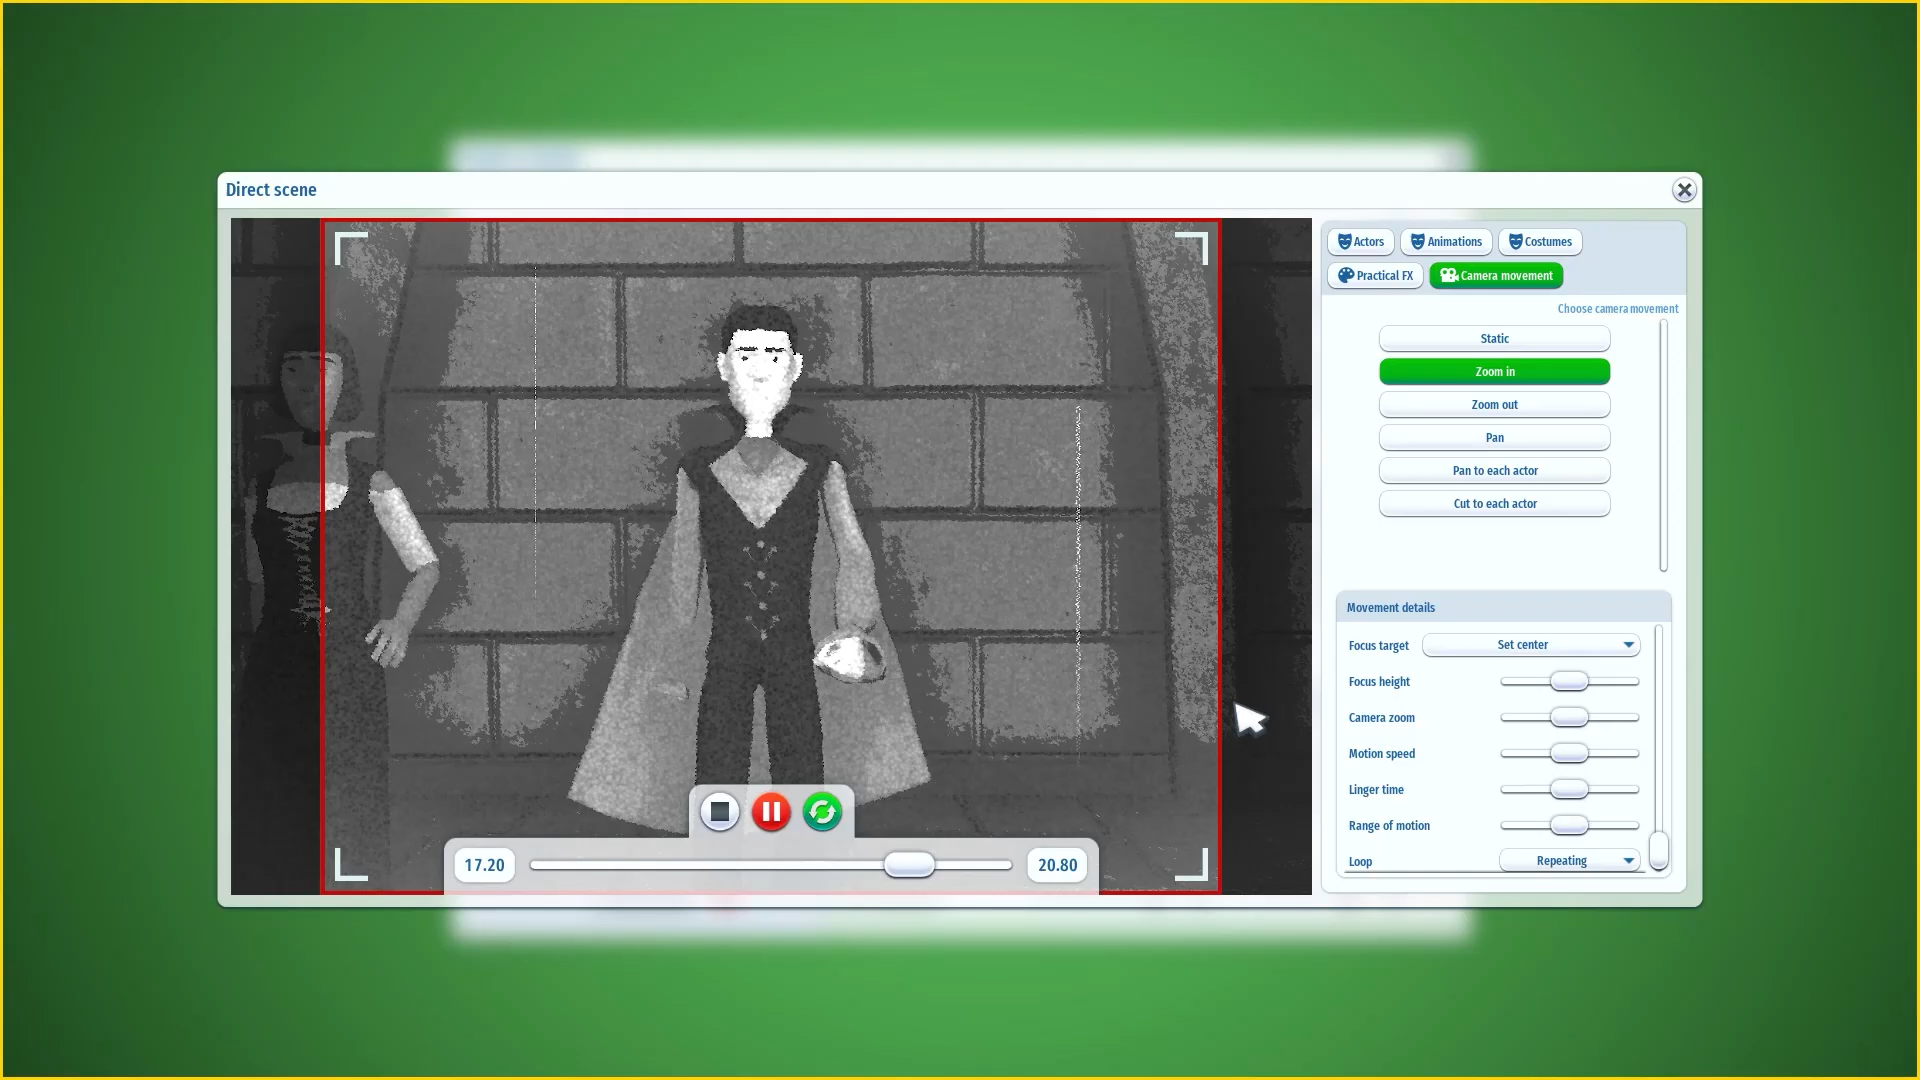 Direct scene
Actors Animations Costumes
Practical FX Camera movement
Choose camera movement
Static
Zoom in
Zoom out
Pan
Pan to each actor
Cut to each actor
Movement details
Focus target Set center
Focus height
Camera zoom
Motion speed
Linger time
Range of motion
Loop Repeating
17.20 20.80